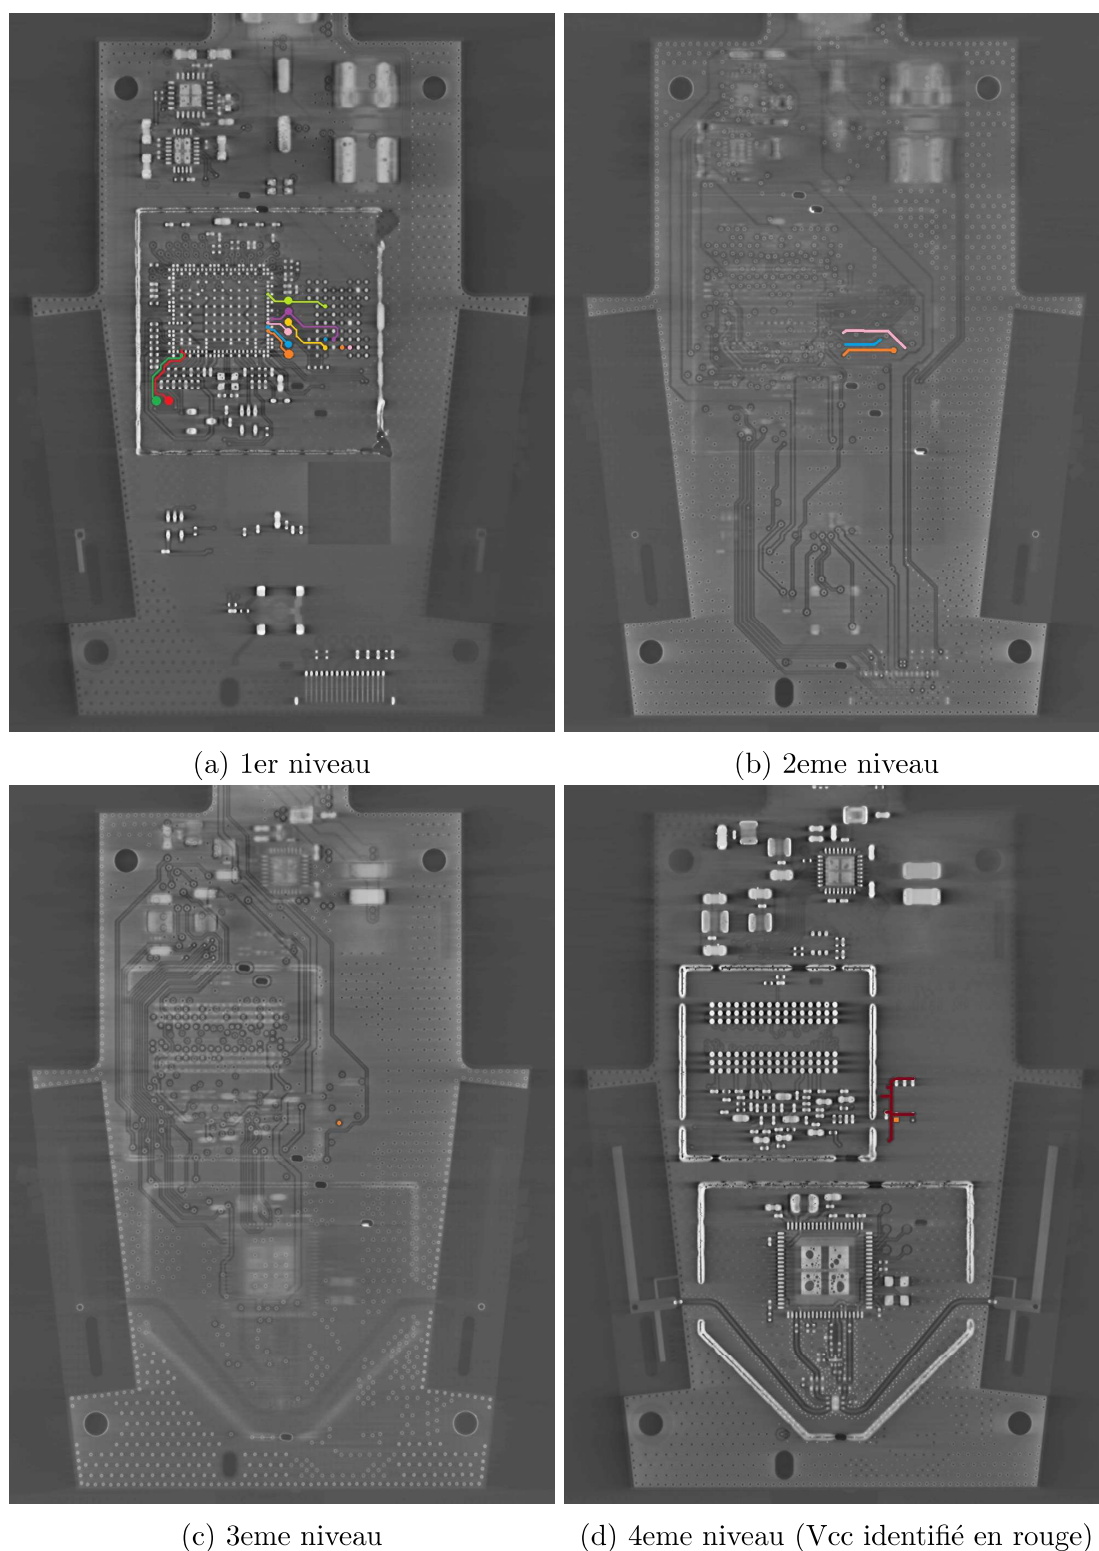 (a) 1er niveau
(b) 2eme niveau
(c) 3eme niveau
(d) 4eme niveau (Vcc identifié en rouge)